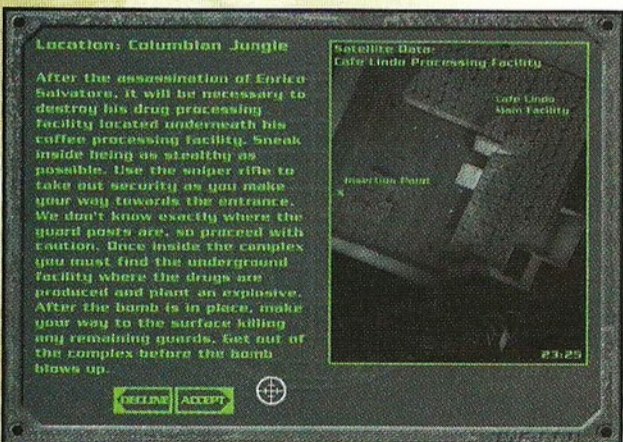 Location: Columbian Jungle
After the assassination of Enrico
Salvatore, it will be necessary to
destroy his drug processing
facility located underneath his
coffee processing facility. Sneak
inside being as stealthy as
possible. Use the sniper rifle to
take out security as you make
your way towards the entrance.
We don't know exactly where the
guard posts are, so proceed with
caution. Once inside the complex
you must find the underground
facility where the drugs are
produced and plant an explosive.
After the bomb is in place, make
your way to the surface killing
any remaining guards. Get out of
the complex before the bomb
blows up.
DECLINE ACCEPT
Satellite Data:
Cafe Lindo Processing Facility
Cafe Lindo
Main Facility
Insertion Point
x
23:25